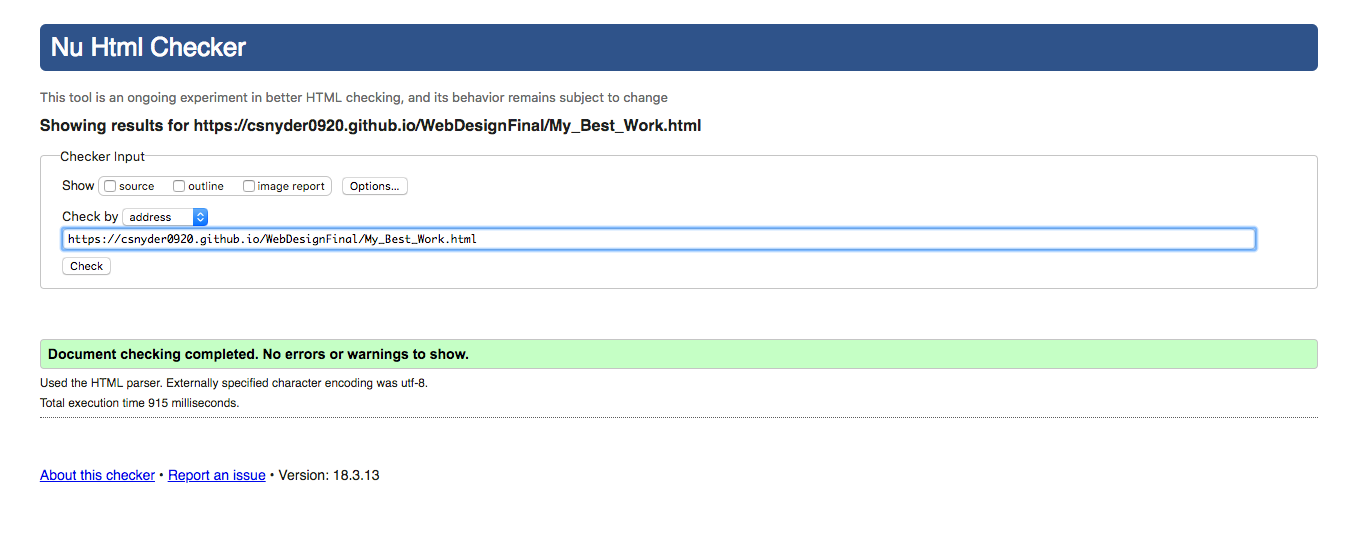 Nu Html Checker
This tool is an ongoing experiment in better HTML checking, and its behavior remains subject to change
Showing results for https://csnyder0920.github.io/WebDesignFinal/My_Best_Work.html
Checker Input
Show source outline image report Options...
Check by address
https://csnyder0920.github.io/WebDesignFinal/My_Best_Work.html
Check
Document checking completed. No errors or warnings to show.
Used the HTML parser. Externally specified character encoding was utf-8.
Total execution time 915 milliseconds.
About this checker • Report an issue • Version: 18.3.13